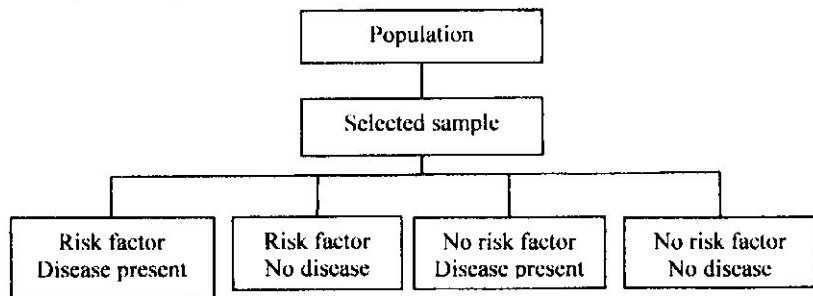 Population
Selected sample
Risk factor
Disease present
Risk factor
No disease
No risk factor
Disease present
No risk factor
No disease